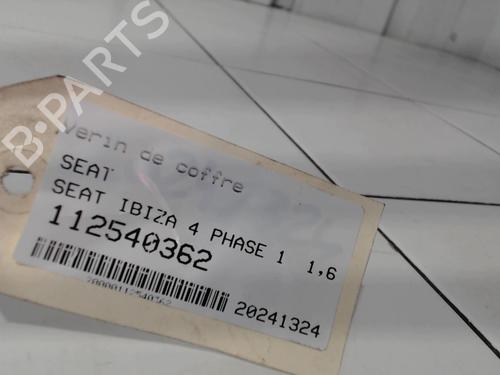 B-PARTS
Verin de coffre
SEAT
SEAT IBIZA 4 PHASE 1 1,6
112540362
20241324